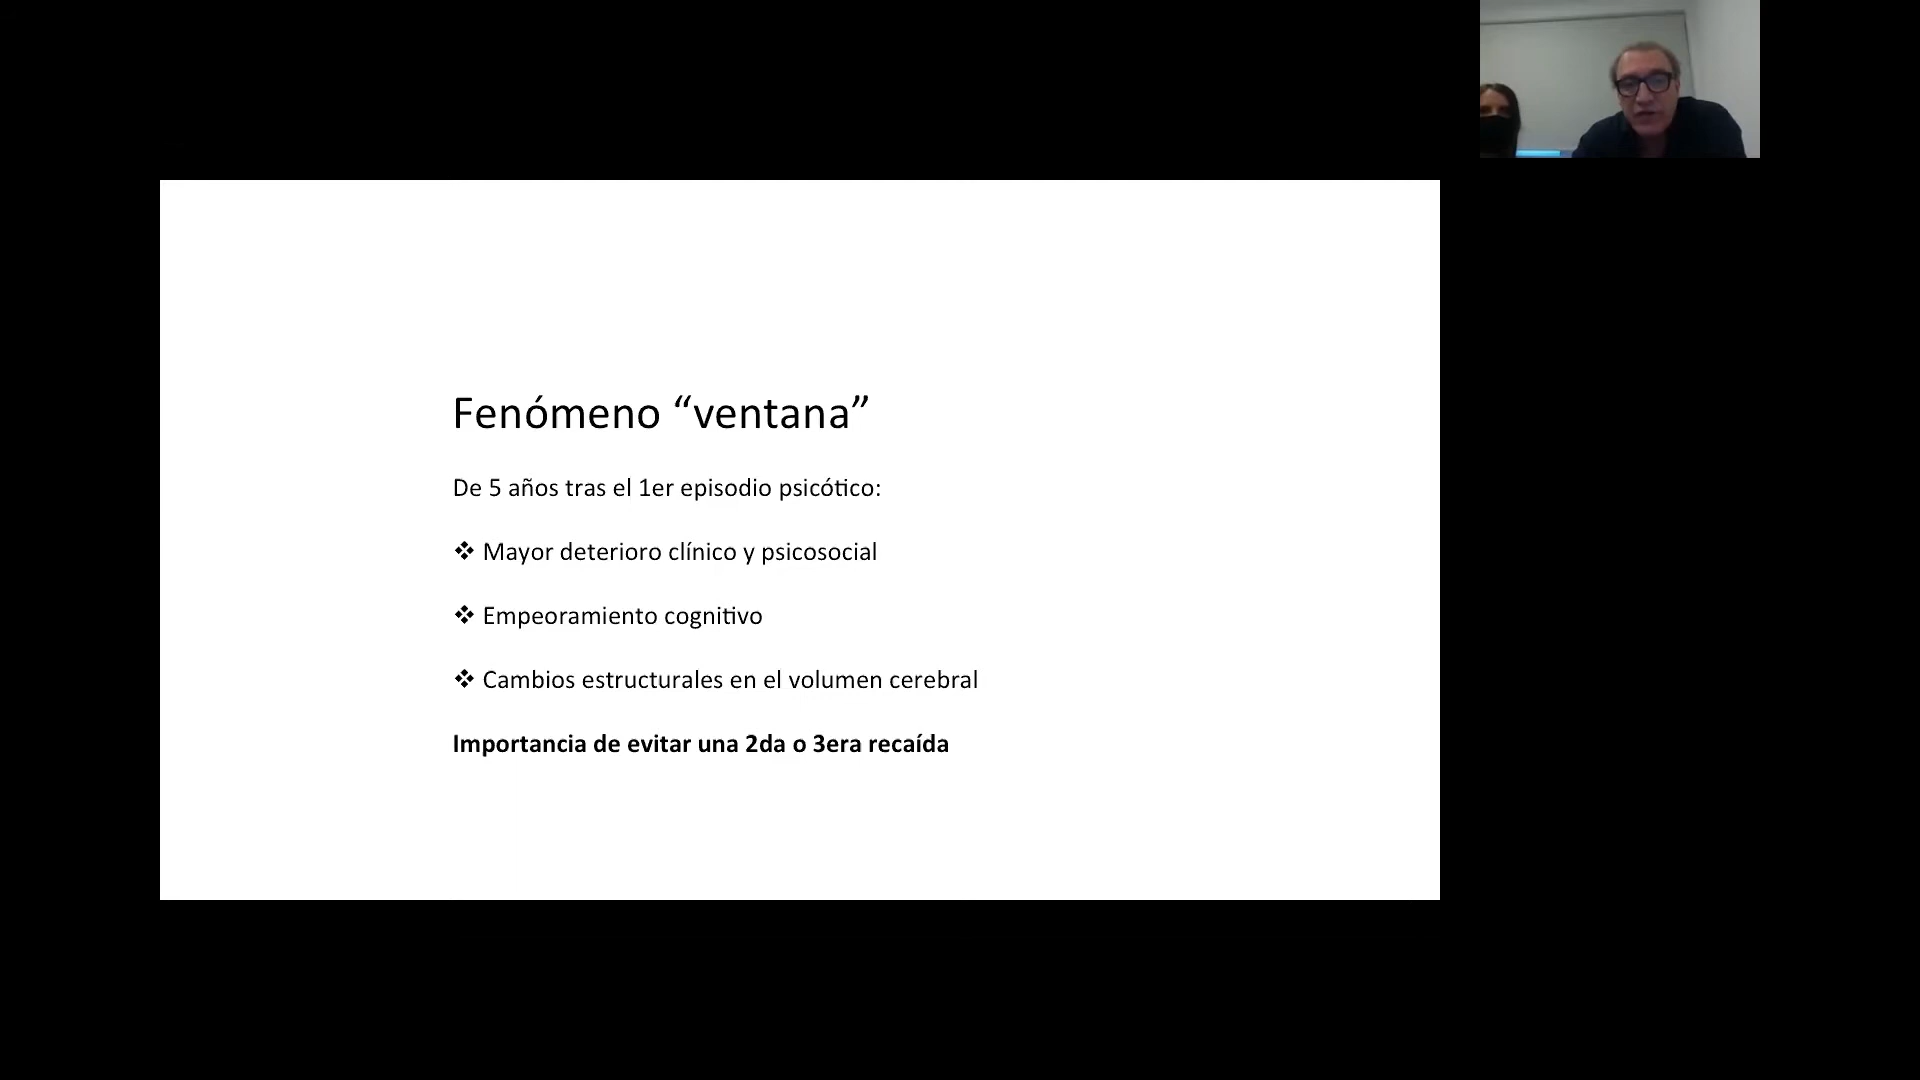 Fenómeno “ventana”
De 5 años tras el 1er episodio psicótico:
❖ Mayor deterioro clínico y psicosocial
❖ Empeoramiento cognitivo
❖ Cambios estructurales en el volumen cerebral
Importancia de evitar una 2da o 3era recaída